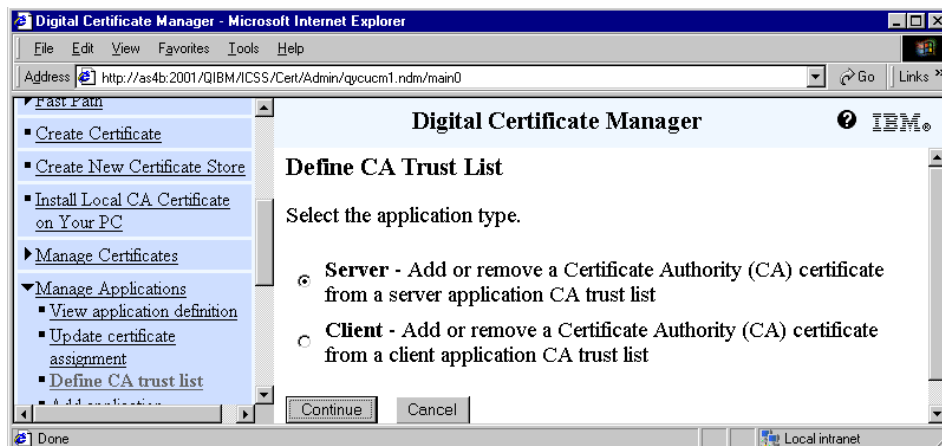 Digital Certificate Manager - Microsoft Internet Explorer
File Edit View Favorites Tools Help
Address http://as4b:2001/QIBM/ICSS/Cert/Admin/qycucm1.ndm/main0 Go Links »
Fast Path
Create Certificate
Create New Certificate Store
Install Local CA Certificate
on Your PC
Manage Certificates
Manage Applications
View application definition
Update certificate
assignment
Define CA trust list
Add application
Digital Certificate Manager
IBM®
Define CA Trust List
Select the application type.
Server - Add or remove a Certificate Authority (CA) certificate
from a server application CA trust list
Client - Add or remove a Certificate Authority (CA) certificate
from a client application CA trust list
Continue Cancel
Done Local intranet